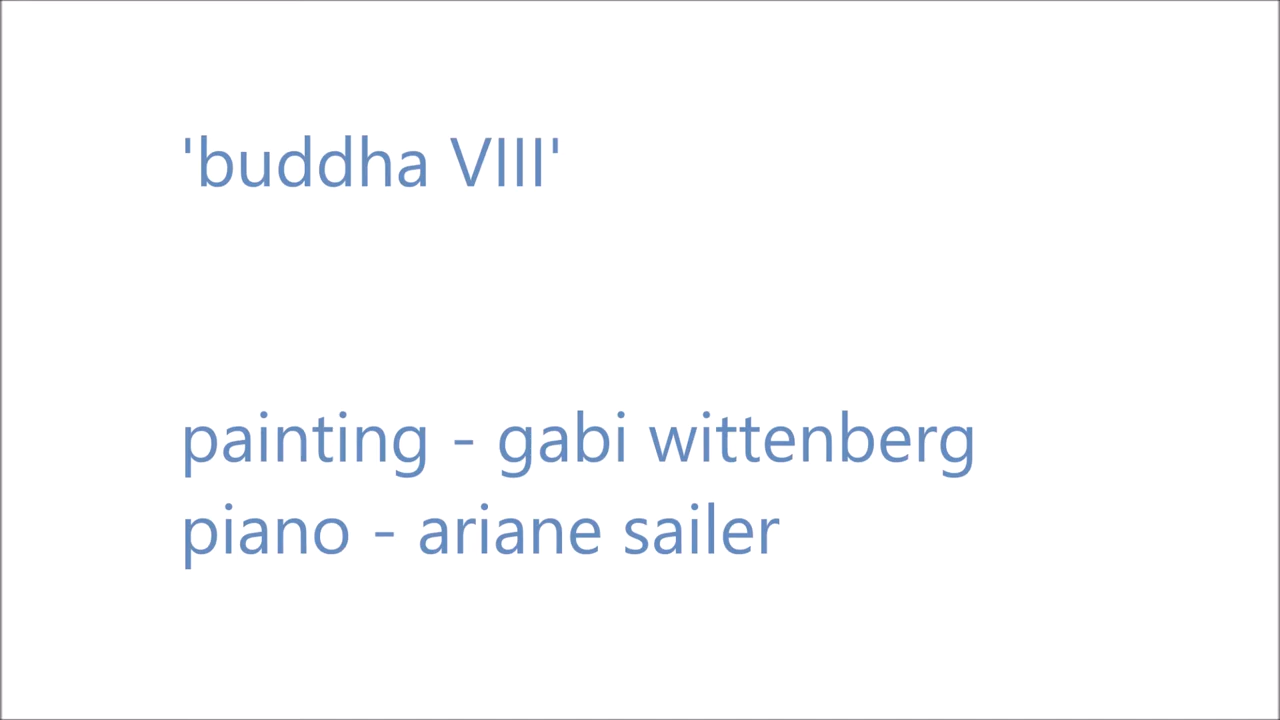 'buddha VIII'
painting - gabi wittenberg
piano - ariane sailer